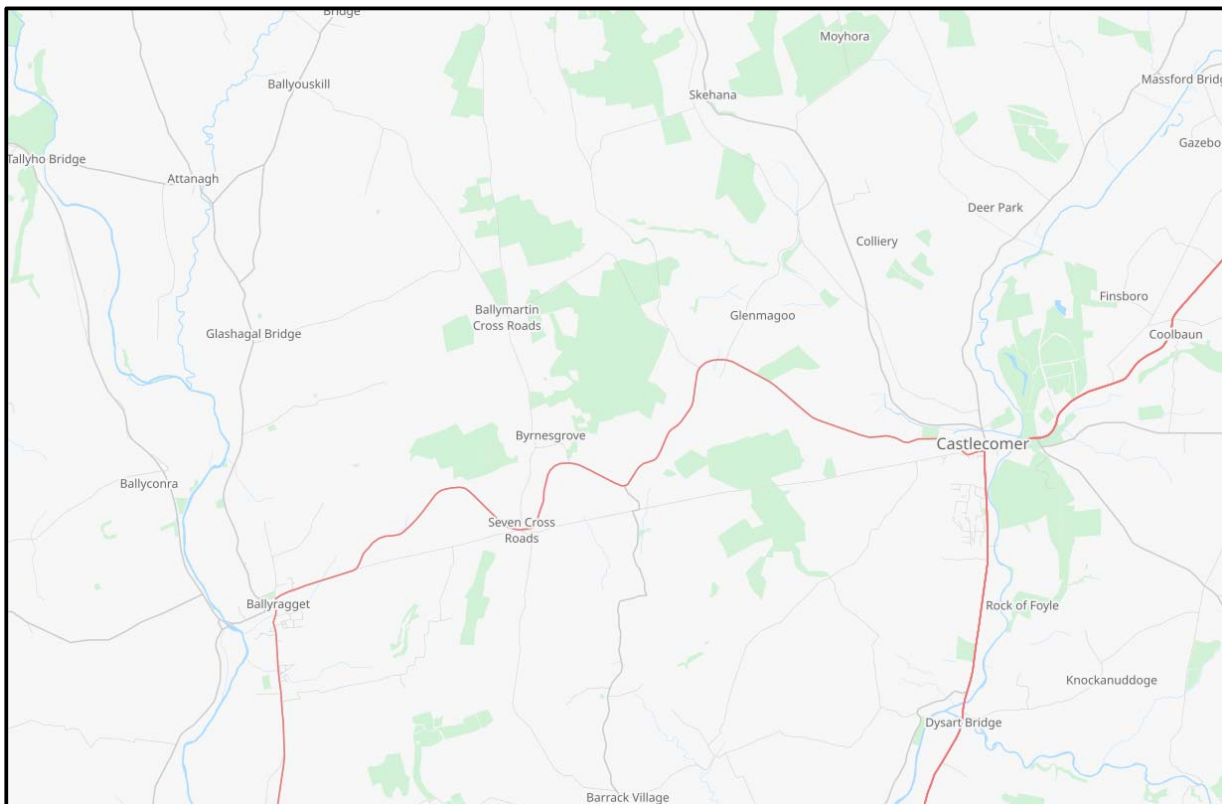 Bridge
Moyhora
Massford Bridg
Ballyouskill
Skehana
Gazebo
Tallyho Bridge
Attanagh
Deer Park
Colliery
Finsboro
Ballymartin
Cross Roads
Glenmagoo
Glashagal Bridge
Coolbaun
Byrnesgrove
Castlecomer
Ballyconra
Seven Cross
Roads
Ballyragget
Rock of Foyle
Knockanuddoge
Dysart Bridge
Barrack Village